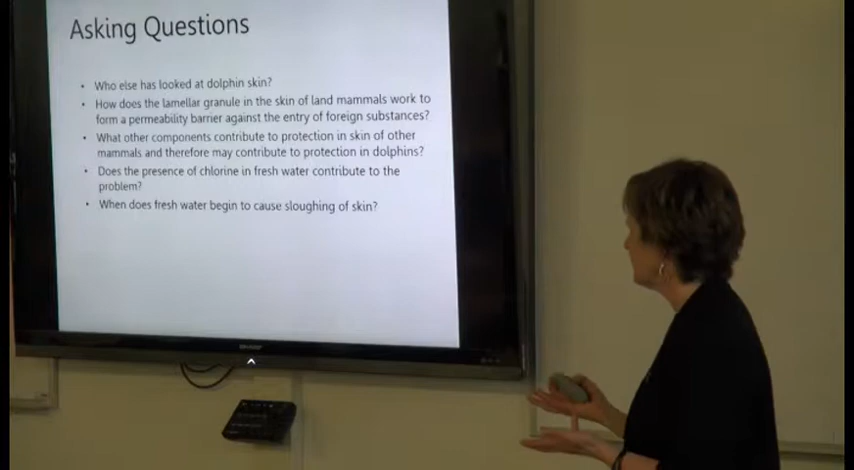 Asking Questions
• Who else has looked at dolphin skin?
• How does the lamellar granule in the skin of land mammals work to
form a permeability barrier against the entry of foreign substances?
• What other components contribute to protection in skin of other
mammals and therefore may contribute to protection in dolphins?
• Does the presence of chlorine in fresh water contribute to the
problem?
• When does fresh water begin to cause sloughing of skin?
SHARP